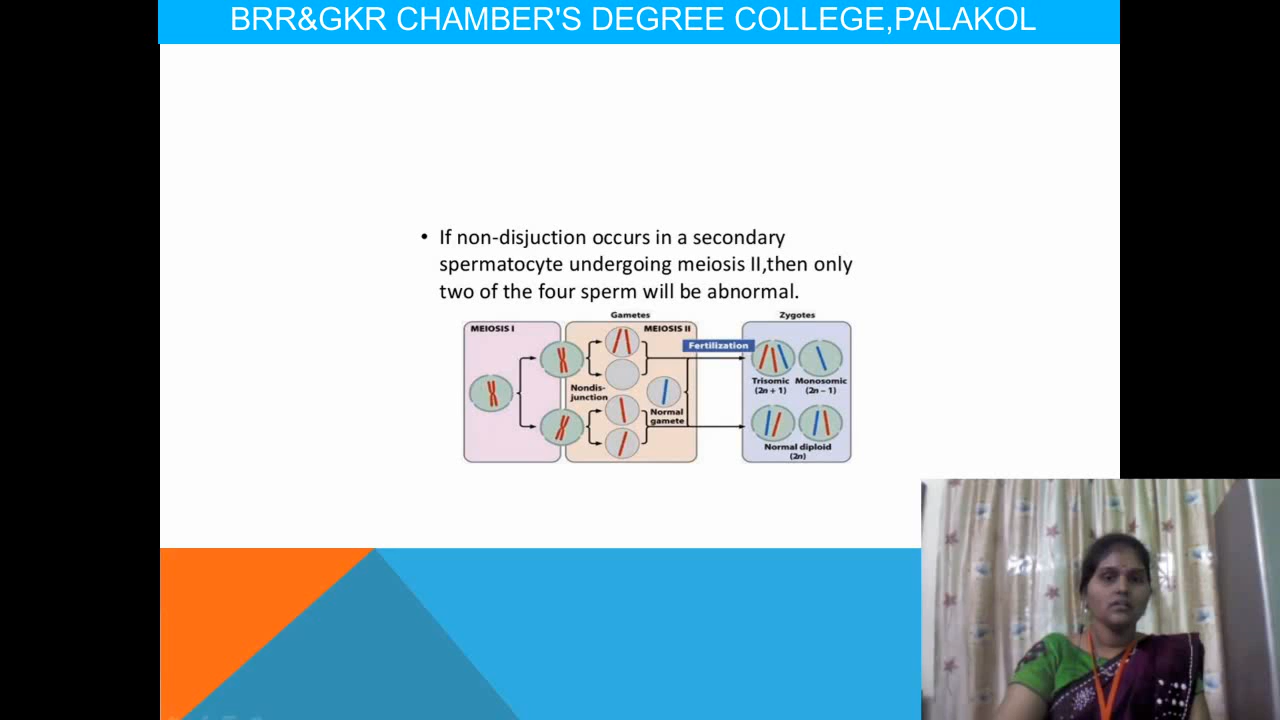 BRR&GKR CHAMBER'S DEGREE COLLEGE,PALAKOL
• If non-disjuction occurs in a secondary
spermatocyte undergoing meiosis II,then only
two of the four sperm will be abnormal.
Gametes
Zygotes
MEIOSIS I
MEIOSIS II
Fertilization
Nondis-
junction
Normal
gamete
Trisomic
(2n + 1)
Monosomic
(2n – 1)
Normal diploid
(2n)